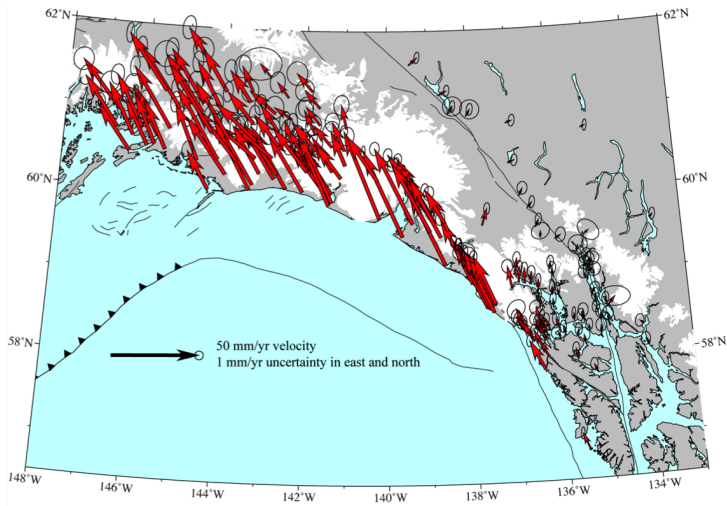 62°N
62°N
60°N
60°N
58°N
58°N
50 mm/yr velocity
1 mm/yr uncertainty in east and north
148°W
146°W
144°W
142°W
140°W
138°W
136°W
134°W